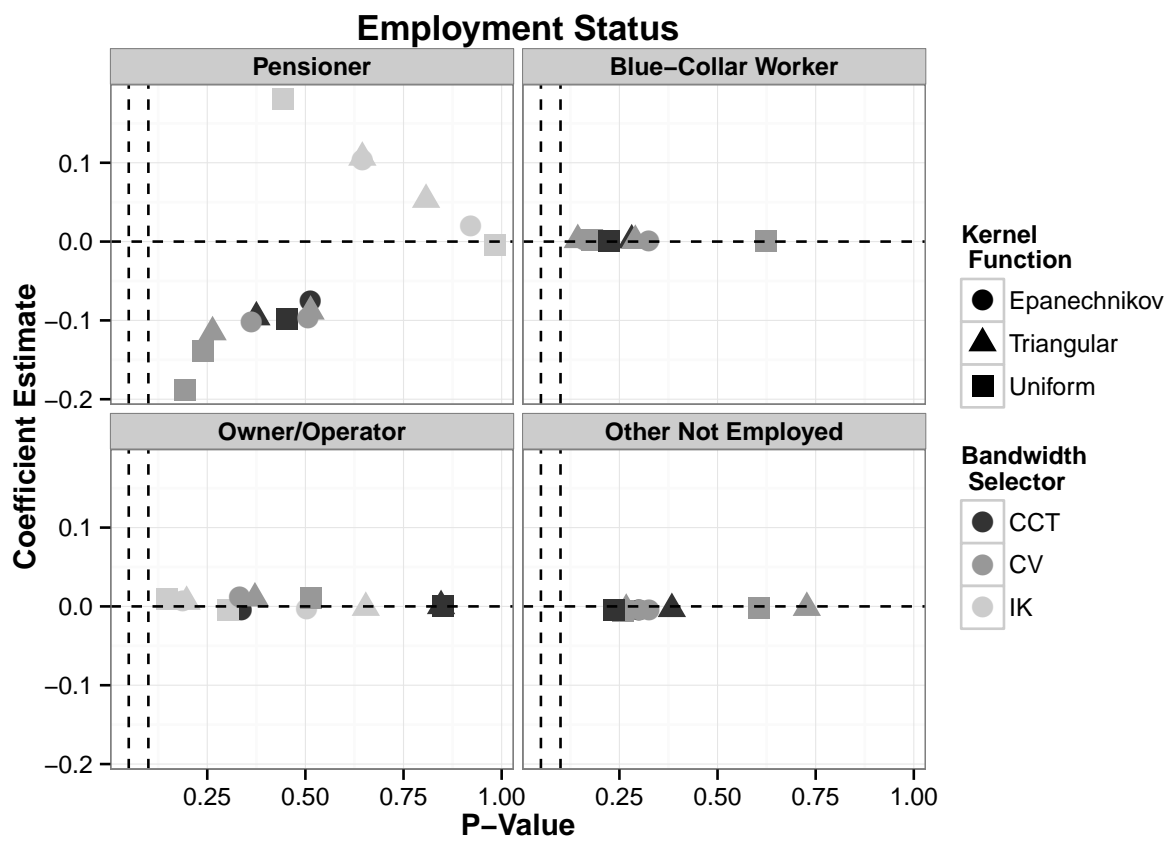 Employment Status
Pensioner
Blue−Collar Worker
0.1
0.0
−0.1
−0.2
Owner/Operator
Other Not Employed
0.1
0.0
−0.1
−0.2
0.25 0.50 0.75 1.00
0.25 0.50 0.75 1.00
P−Value
Coefficient Estimate
Kernel
Function
Epanechnikov
Triangular
Uniform
Bandwidth
Selector
CCT
CV
IK